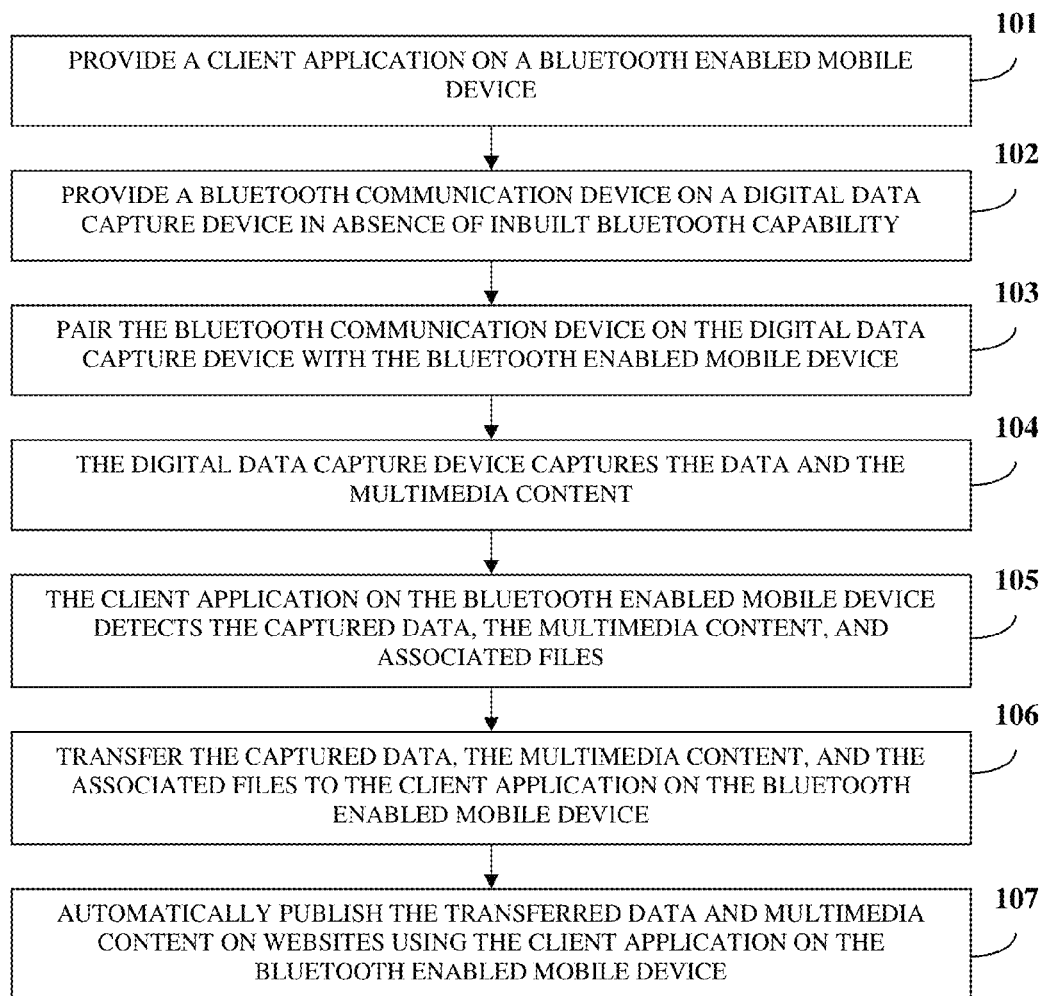 101
PROVIDE A CLIENT APPLICATION ON A BLUETOOTH ENABLED MOBILE
DEVICE
102
PROVIDE A BLUETOOTH COMMUNICATION DEVICE ON A DIGITAL DATA
CAPTURE DEVICE IN ABSENCE OF INBUILT BLUETOOTH CAPABILITY
103
PAIR THE BLUETOOTH COMMUNICATION DEVICE ON THE DIGITAL DATA
CAPTURE DEVICE WITH THE BLUETOOTH ENABLED MOBILE DEVICE
104
THE DIGITAL DATA CAPTURE DEVICE CAPTURES THE DATA AND THE
MULTIMEDIA CONTENT
105
THE CLIENT APPLICATION ON THE BLUETOOTH ENABLED MOBILE DEVICE
DETECTS THE CAPTURED DATA, THE MULTIMEDIA CONTENT, AND
ASSOCIATED FILES
106
TRANSFER THE CAPTURED DATA, THE MULTIMEDIA CONTENT, AND THE
ASSOCIATED FILES TO THE CLIENT APPLICATION ON THE BLUETOOTH
ENABLED MOBILE DEVICE
107
AUTOMATICALLY PUBLISH THE TRANSFERRED DATA AND MULTIMEDIA
CONTENT ON WEBSITES USING THE CLIENT APPLICATION ON THE
BLUETOOTH ENABLED MOBILE DEVICE